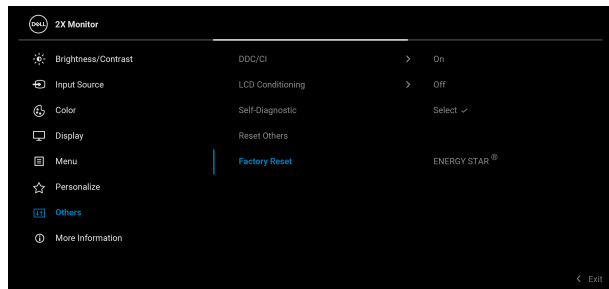 DELL 2X Monitor
Brightness/Contrast
Input Source
Color
Display
Menu
Personalize
Others
More Information
DDC/CI > On
LCD Conditioning > Off
Self-Diagnostic Select ✓
Reset Others
Factory Reset ENERGY STAR®
< Exit